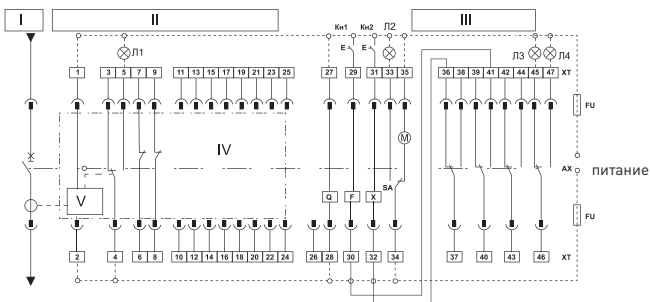 I II III
Кн1 Кн2 Л2
Л1 E E Л3 Л4
1 3 5 7 9 11 13 15 17 19 21 23 25 27 29 31 33 35 36 38 39 41 42 44 45 47 XT
FU
M
IV
AX питание
SA
V Q F X
FU
2 4 6 8 10 12 14 16 18 20 22 24 26 28 30 32 34 37 40 43 46 XT